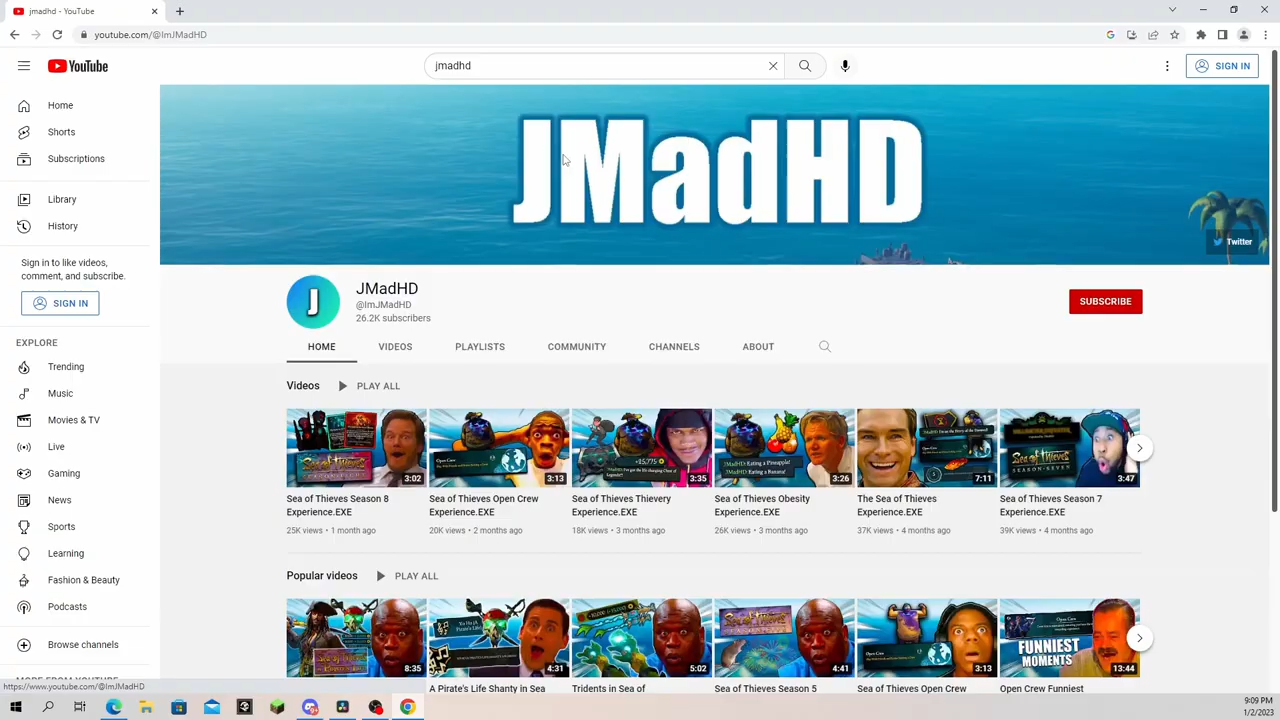 jmadhd - YouTube
youtube.com/@ImJMadHD
YouTube
jmadhd
SIGN IN
Home
Shorts
Subscriptions
Library
History
Sign in to like videos,
comment, and subscribe.
SIGN IN
EXPLORE
Trending
Music
Movies & TV
Live
Gaming
News
Sports
Learning
Fashion & Beauty
Podcasts
Browse channels
JMadHD
Twitter
J
JMadHD
@ImJMadHD
26.2K subscribers
SUBSCRIBE
HOME VIDEOS PLAYLISTS COMMUNITY CHANNELS ABOUT
Videos PLAY ALL
3:02 3:13 3:35 3:26 7:11 3:47
Sea of Thieves Season 8
Experience.EXE
25K views • 1 month ago
Sea of Thieves Open Crew
Experience.EXE
20K views • 2 months ago
Sea of Thieves Thievery
Experience.EXE
18K views • 3 months ago
Sea of Thieves Obesity
Experience.EXE
26K views • 3 months ago
The Sea of Thieves
Experience.EXE
37K views • 4 months ago
Sea of Thieves Season 7
Experience.EXE
39K views • 4 months ago
Popular videos PLAY ALL
FUNNIEST
MOMENTS
8:35 4:31 5:02 4:41 3:13 13:44
A Pirate's Life Shanty in Sea
Tridents in Sea of
Sea of Thieves Season 5
Sea of Thieves Open Crew
Open Crew Funniest
https://www.youtube.com/@ImJMadHD
9:09 PM
1/2/2023